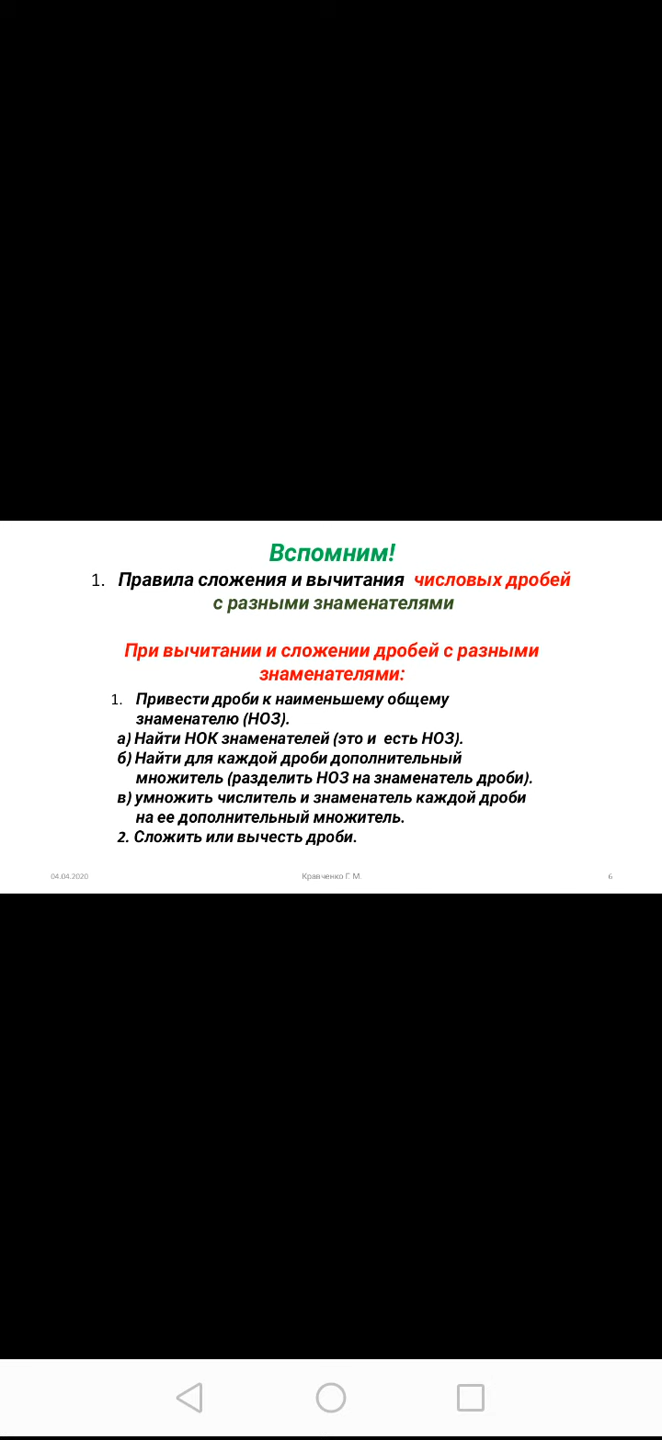 Вспомним!
1. Правила сложения и вычитания числовых дробей
с разными знаменателями
При вычитании и сложении дробей с разными
знаменателями:
1. Привести дроби к наименьшему общему
знаменателю (НОЗ).
а) Найти НОК знаменателей (это и есть НОЗ).
б) Найти для каждой дроби дополнительный
множитель (разделить НОЗ на знаменатель дроби).
в) умножить числитель и знаменатель каждой дроби
на ее дополнительный множитель.
2. Сложить или вычесть дроби.
04.04.2020 Кравченко Г. М. 6